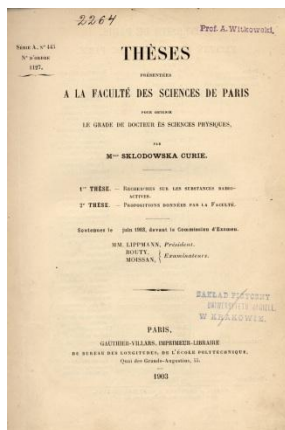 2264
Prof. A. Witkowski.
SÉRIE A, N° 445
N° D'ORDRE
1127.
THÈSES
PRÉSENTÉES
A LA FACULTÉ DES SCIENCES DE PARIS
POUR OBTENIR
LE GRADE DE DOCTEUR ÈS SCIENCES PHYSIQUES,
PAR
Mme SKLODOWSKA CURIE.
1re THÈSE. — RECHERCHES SUR LES SUBSTANCES RADIO-
ACTIVES.
2e THÈSE. — PROPOSITIONS DONNÉES PAR LA FACULTÉ.
Soutenues le juin 1903, devant la Commission d'Examen.
MM. LIPPMANN, Président.
BOUTY,
MOISSAN, } Examinateurs.
ZAKŁAD FIZYCZNY
W KRAKOWIE.
PARIS,
GAUTHIER-VILLARS, IMPRIMEUR-LIBRAIRE
DU BUREAU DES LONGITUDES, DE L'ÉCOLE POLYTECHNIQUE,
Quai des Grands-Augustins, 55.
1903